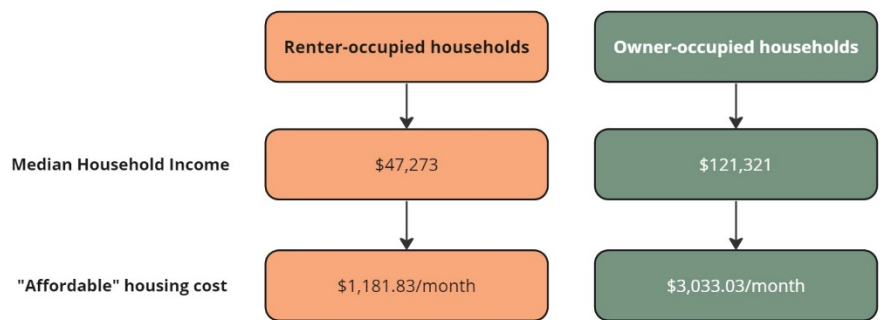 Renter-occupied households
Owner-occupied households
Median Household Income
$47,273
$121,321
"Affordable" housing cost
$1,181.83/month
$3,033.03/month